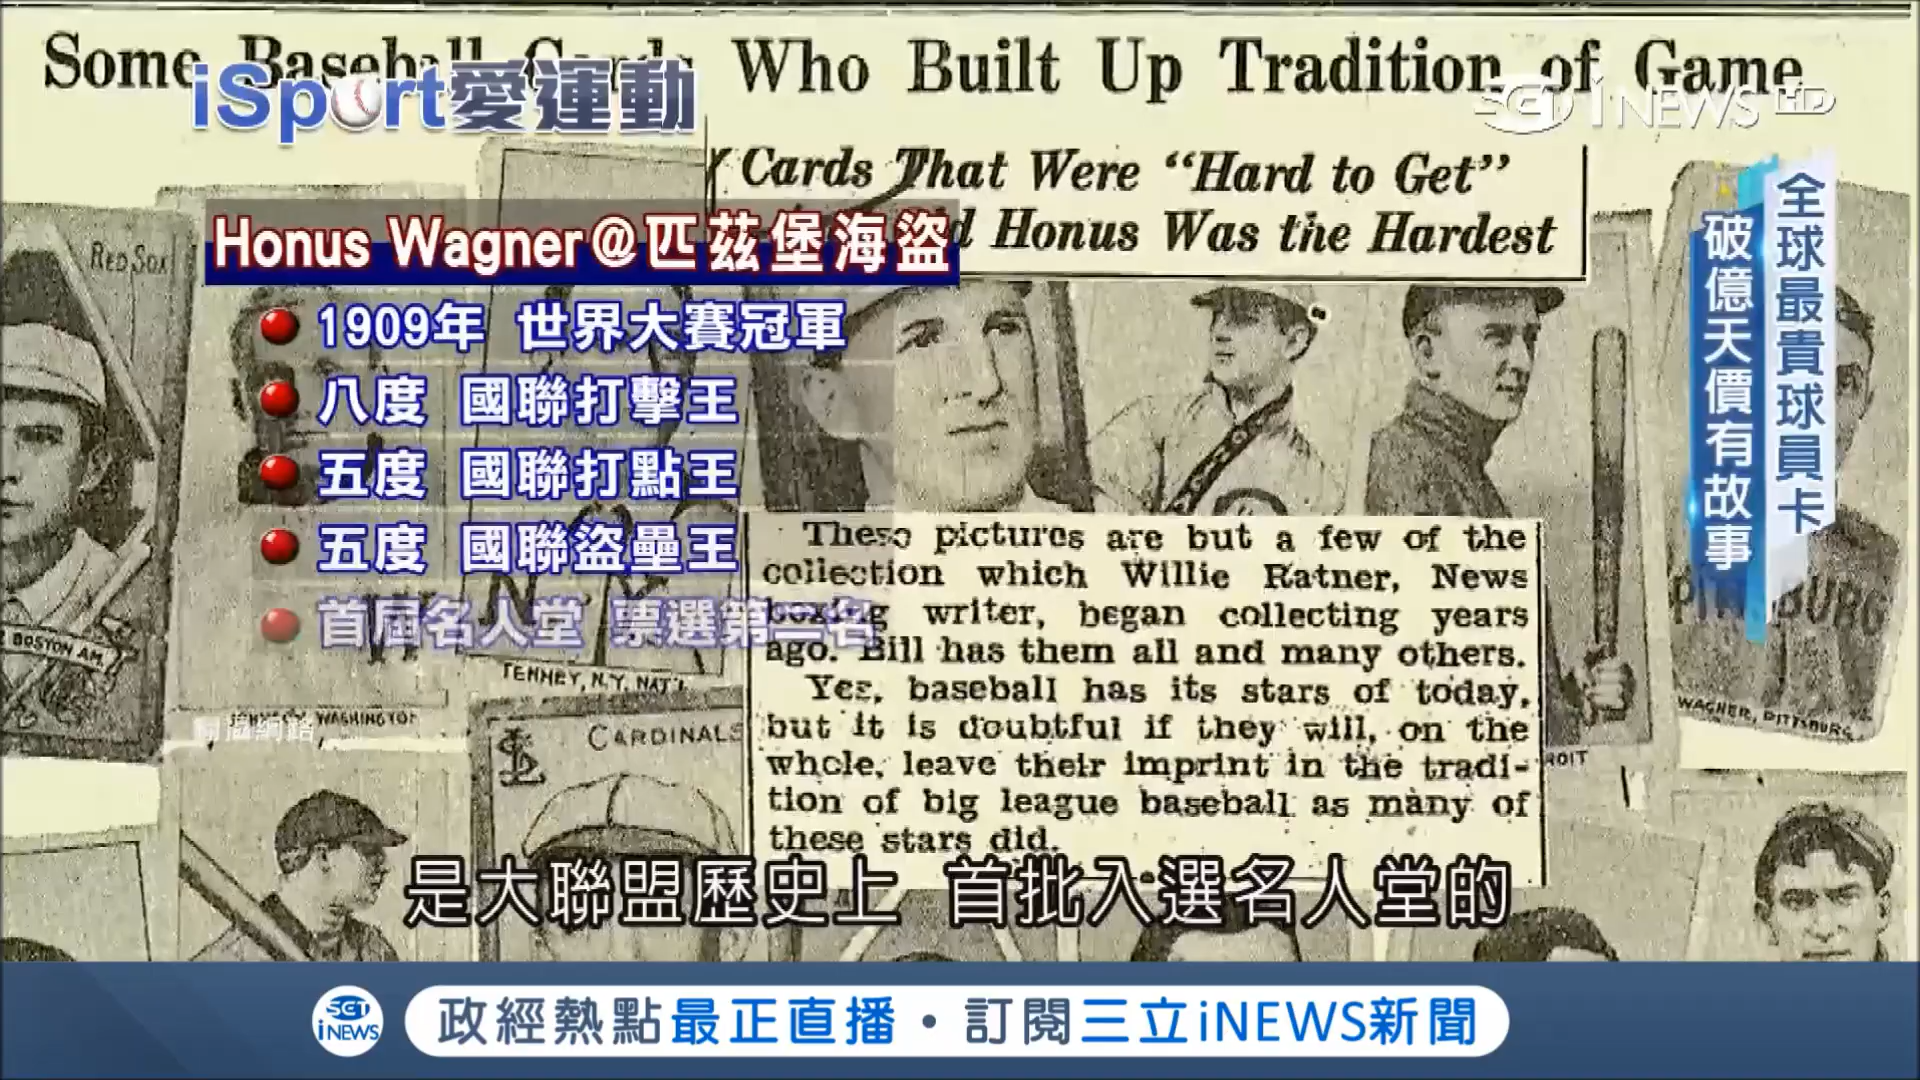 Some Baseball Cards Who Built Up Tradition of Game
iSport愛運動
SET iNEWS HD
Cards That Were "Hard to Get"
Honus Was the Hardest
全球最貴球員卡
破億天價有故事
Honus Wagner@匹茲堡海盜
1909年 世界大賽冠軍
八度 國聯打擊王
五度 國聯打點王
五度 國聯盜壘王
首屆名人堂 票選第二名
RED SOX
BOSTON AM.
TENNEY, N.Y. NAT'L
WASHINGTON
翻攝網路
CARDINALS
STL
PITTSBURG
WAGNER, PITTSBURG
These pictures are but a few of the
collection which Willie Ratner, News
boxing writer, began collecting years
ago. Bill has them all and many others.
Yes, baseball has its stars of today,
but it is doubtful if they will, on the
whole, leave their imprint in the tradi-
tion of big league baseball as many of
these stars did.
是大聯盟歷史上 首批入選名人堂的
SET iNEWS
政經熱點最正直播・訂閱三立iNEWS新聞